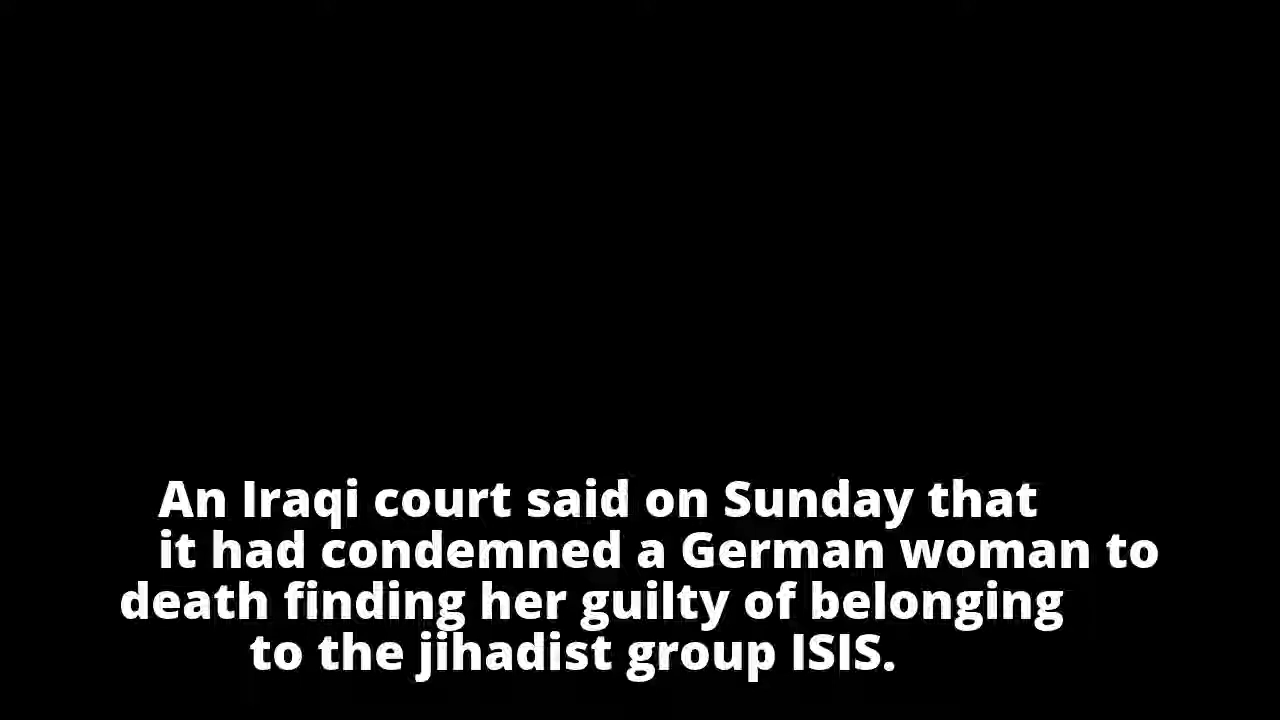 An Iraqi court said on Sunday that
it had condemned a German woman to
death finding her guilty of belonging
to the jihadist group ISIS.